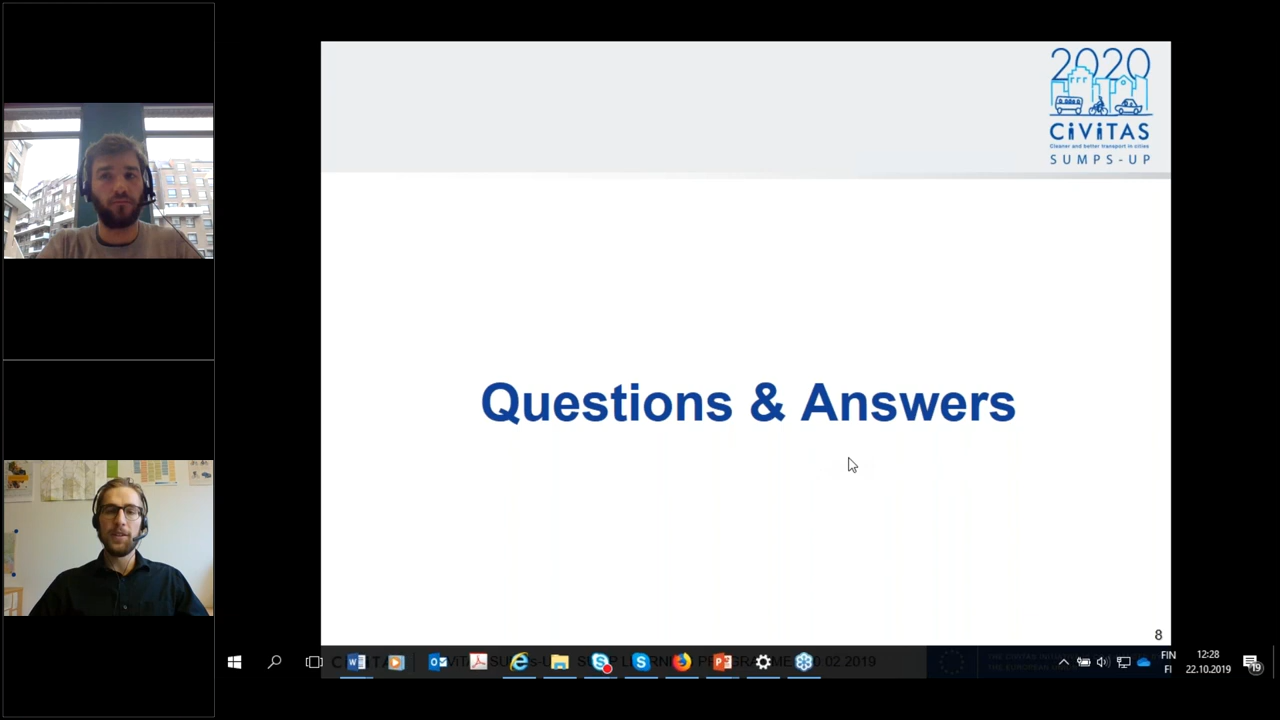 2020
CiViTAS
Cleaner and better transport in cities
SUMPS-UP
Questions & Answers
8
FIN
FI
12:28
22.10.2019
19